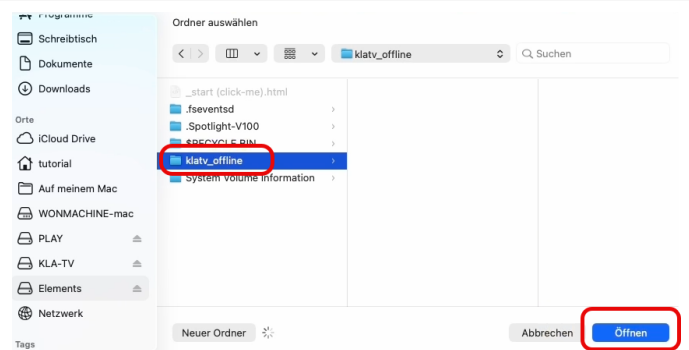 Programme
Schreibtisch
Dokumente
Downloads
Orte
iCloud Drive
tutorial
Auf meinem Mac
WONMACHINE-mac
PLAY
KLA-TV
Elements
Netzwerk
Tags
Ordner auswählen
klatv_offline
Suchen
_start (click-me).html
.fseventsd
.Spotlight-V100
$RECYCLE.BIN
klatv_offline
System Volume Information
Neuer Ordner
Abbrechen
Öffnen